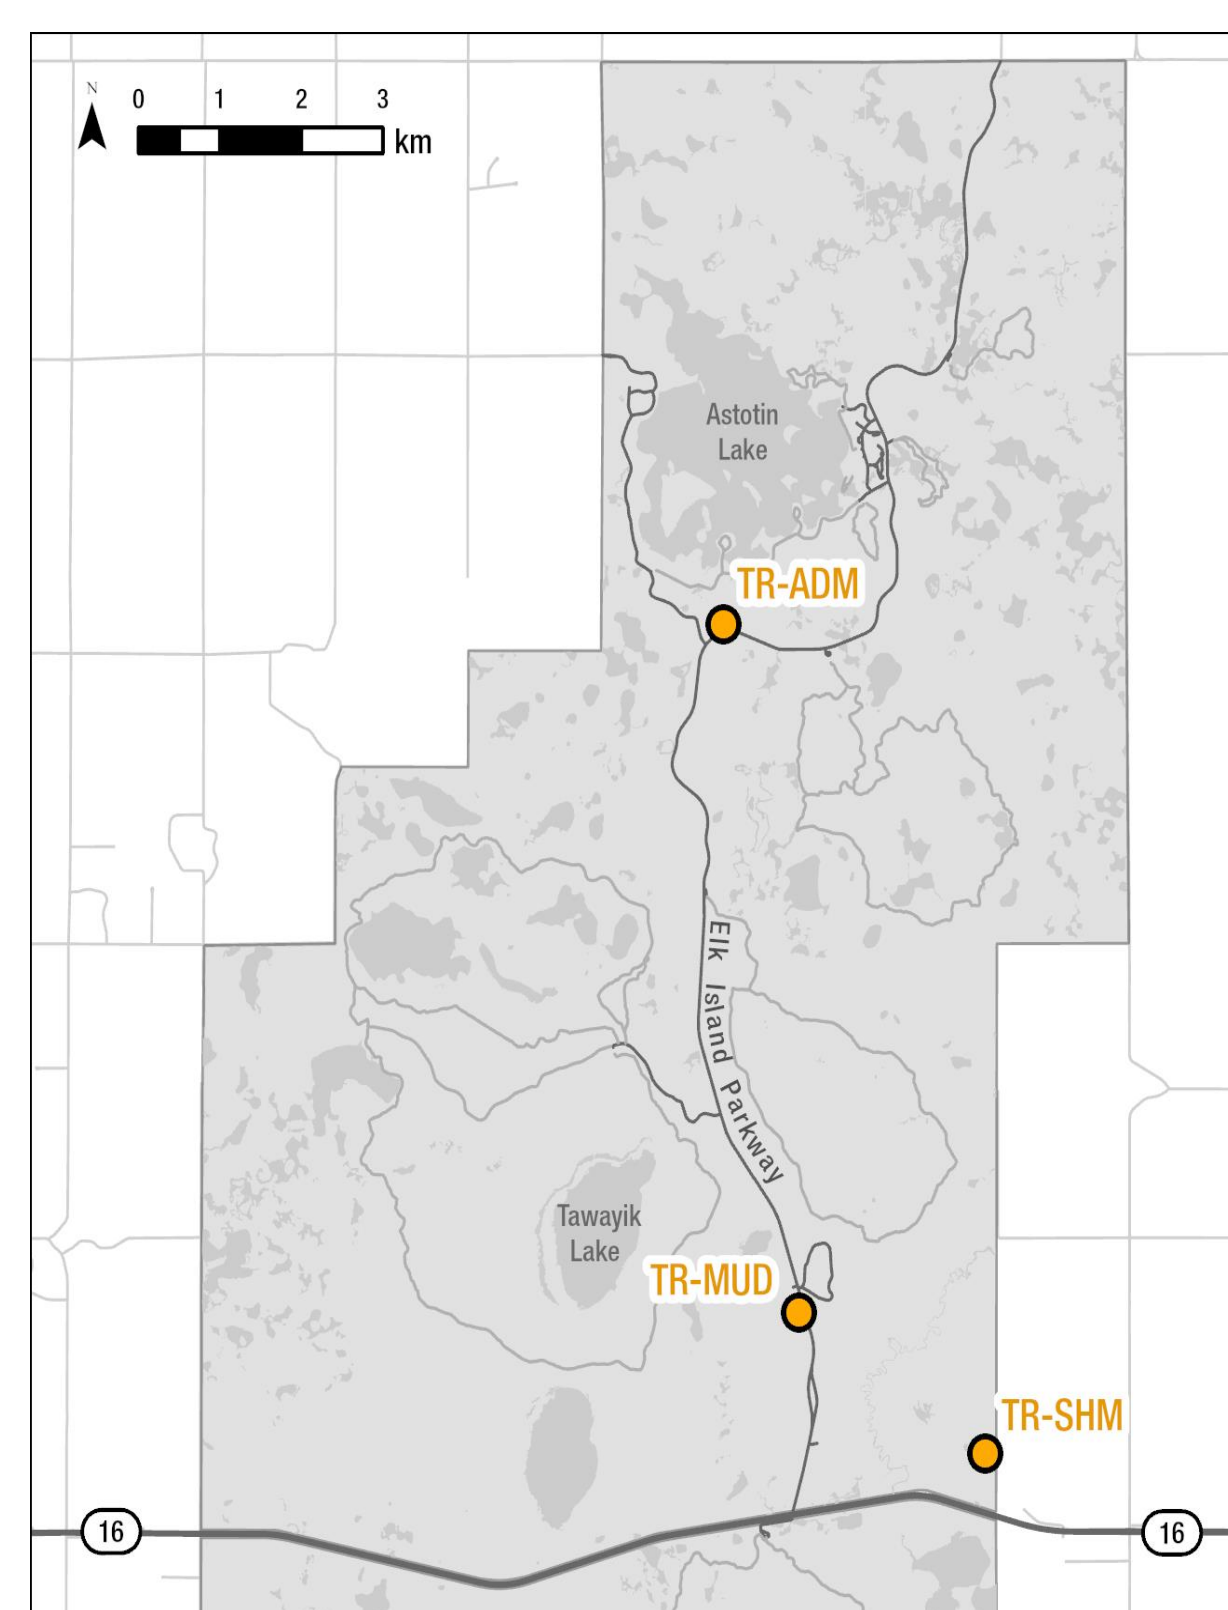 N
0 1 2 3
km
Astotin
Lake
TR-ADM
Elk Island Parkway
Tawayik
Lake
TR-MUD
TR-SHM
16
16